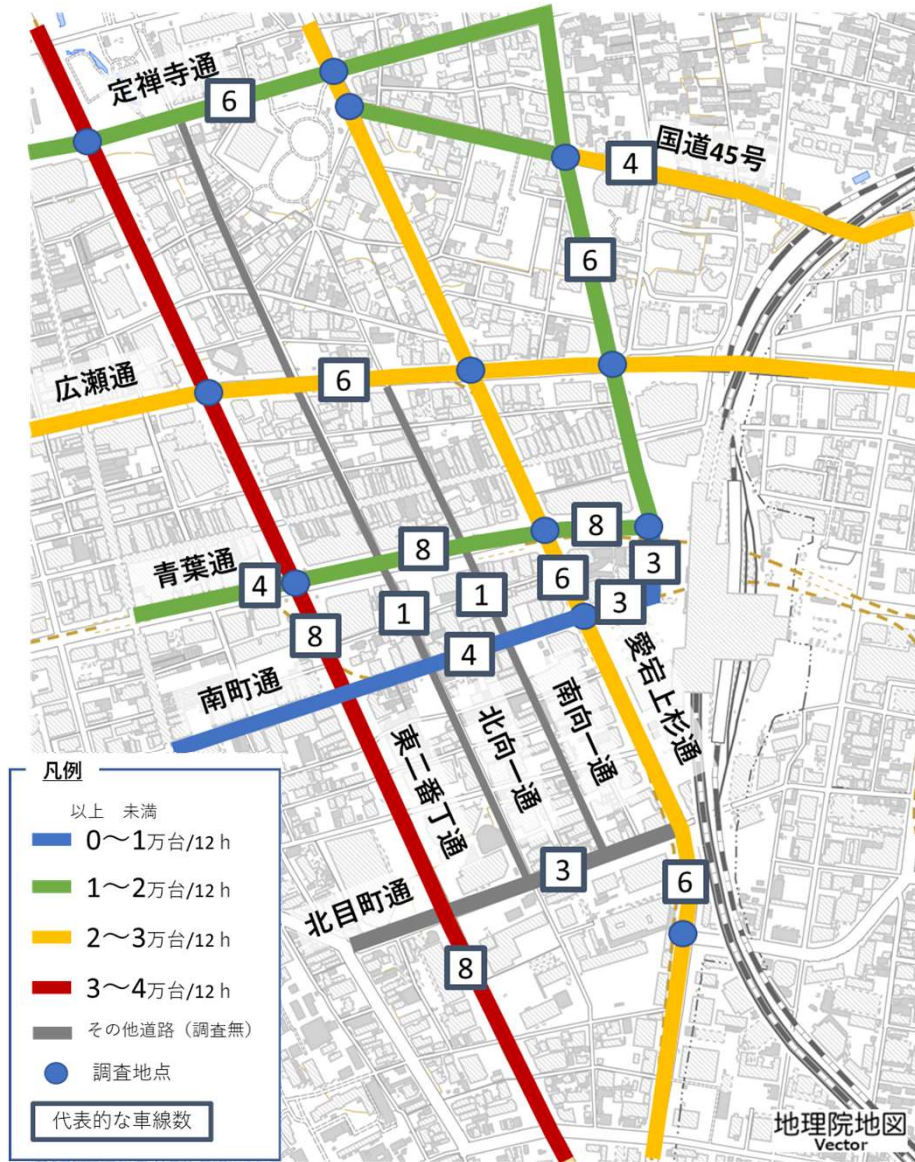 定禅寺通
6
国道45号
4
6
広瀬通
6
青葉通
4
8
8
3
8
1
1
6
3
4
南町通
愛宕上杉通
東二番丁通
北向一通
南向一通
北目町通
3
6
8
凡例
以上 未満
0～1万台/12ｈ
1～2万台/12ｈ
2～3万台/12ｈ
3～4万台/12ｈ
その他道路（調査無）
調査地点
代表的な車線数
地理院地図
Vector